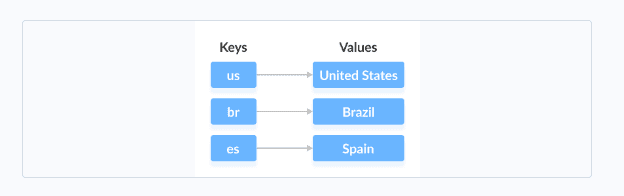 Keys Values
us United States
br Brazil
es Spain